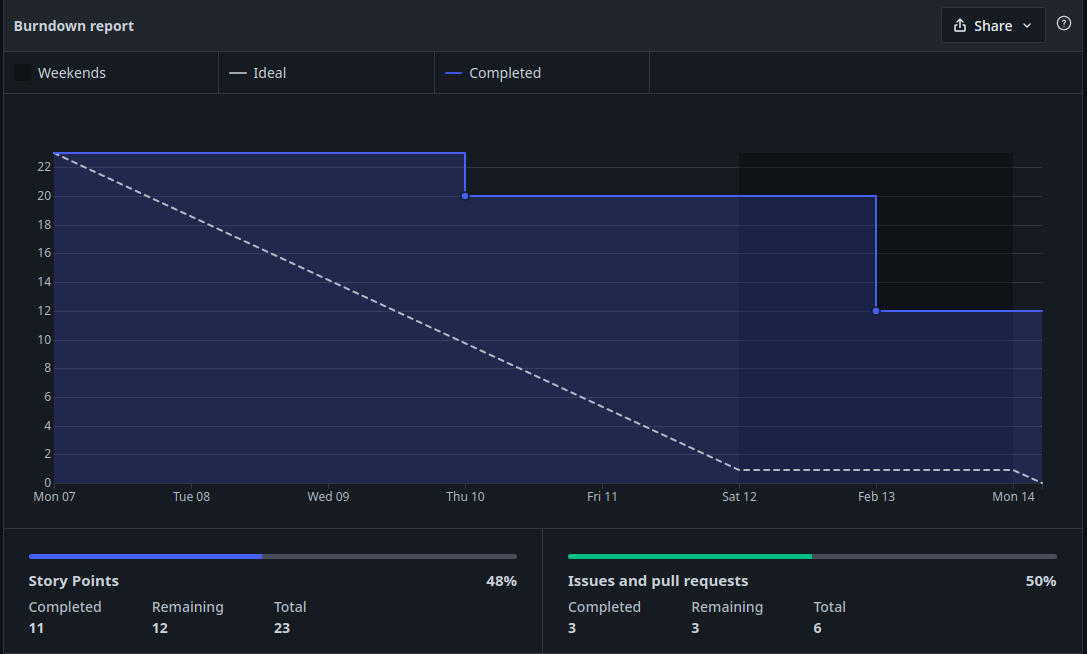 Burndown report
Share
Weekends
Ideal
Completed
22
20
18
16
14
12
10
8
6
4
2
0
Mon 07 Tue 08 Wed 09 Thu 10 Fri 11 Sat 12 Feb 13 Mon 14
Story Points 48%
Completed Remaining Total
11 12 23
Issues and pull requests 50%
Completed Remaining Total
3 3 6